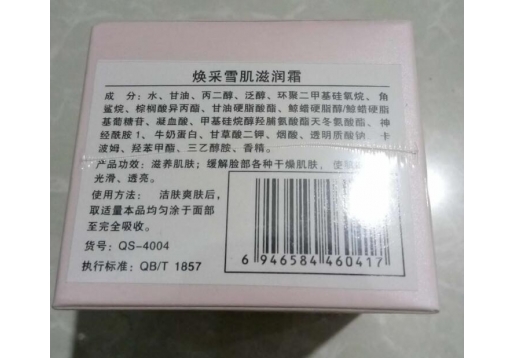 焕采雪肌滋润霜
成 分：水、甘油、丙二醇、泛醇、环聚二甲基硅氧烷、角
鲨烷、棕榈酸异丙酯、甘油硬脂酸酯、鲸蜡硬脂醇/鲸蜡硬脂
基葡糖苷、凝血酸、甲基硅烷醇羟脯氨酸酯天冬氨酸酯、神
经酰胺1、牛奶蛋白、甘草酸二钾、烟酸、透明质酸钠、卡
波姆、羟苯甲酯、三乙醇胺、香精。
产品功效：滋养肌肤；缓解脸部各种干燥肌肤，使
光滑、透亮。
使用方法： 洁肤爽肤后，
取适量本品均匀涂于面部
至完全吸收。
货号：QS-4004
执行标准：QB/T 1857
6 946584 460417